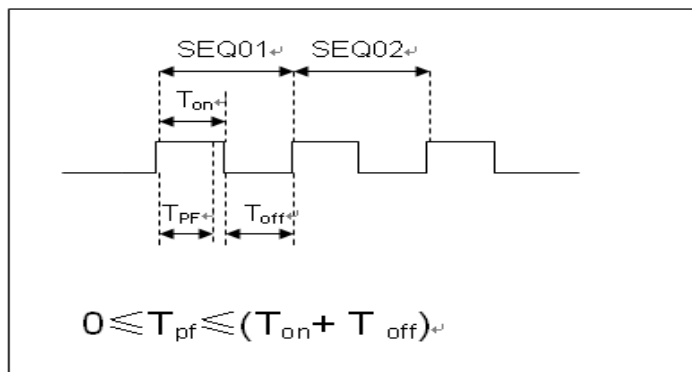 SEQ01↵ SEQ02↵
Ton↵
TPF↵ Toff↵
0≤Tpf≤(Ton+ T off)↵